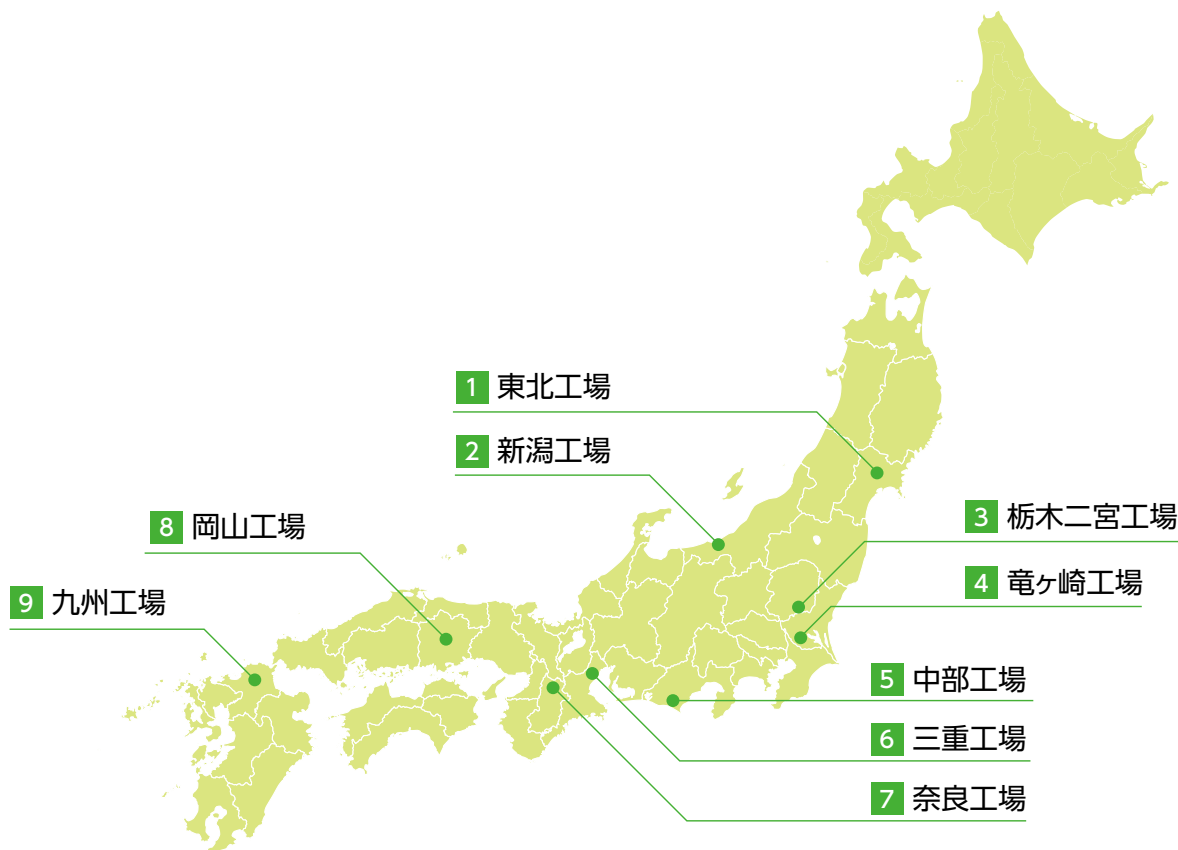 1 東北工場
2 新潟工場
3 栃木二宮工場
8 岡山工場
4 竜ヶ崎工場
9 九州工場
5 中部工場
6 三重工場
7 奈良工場